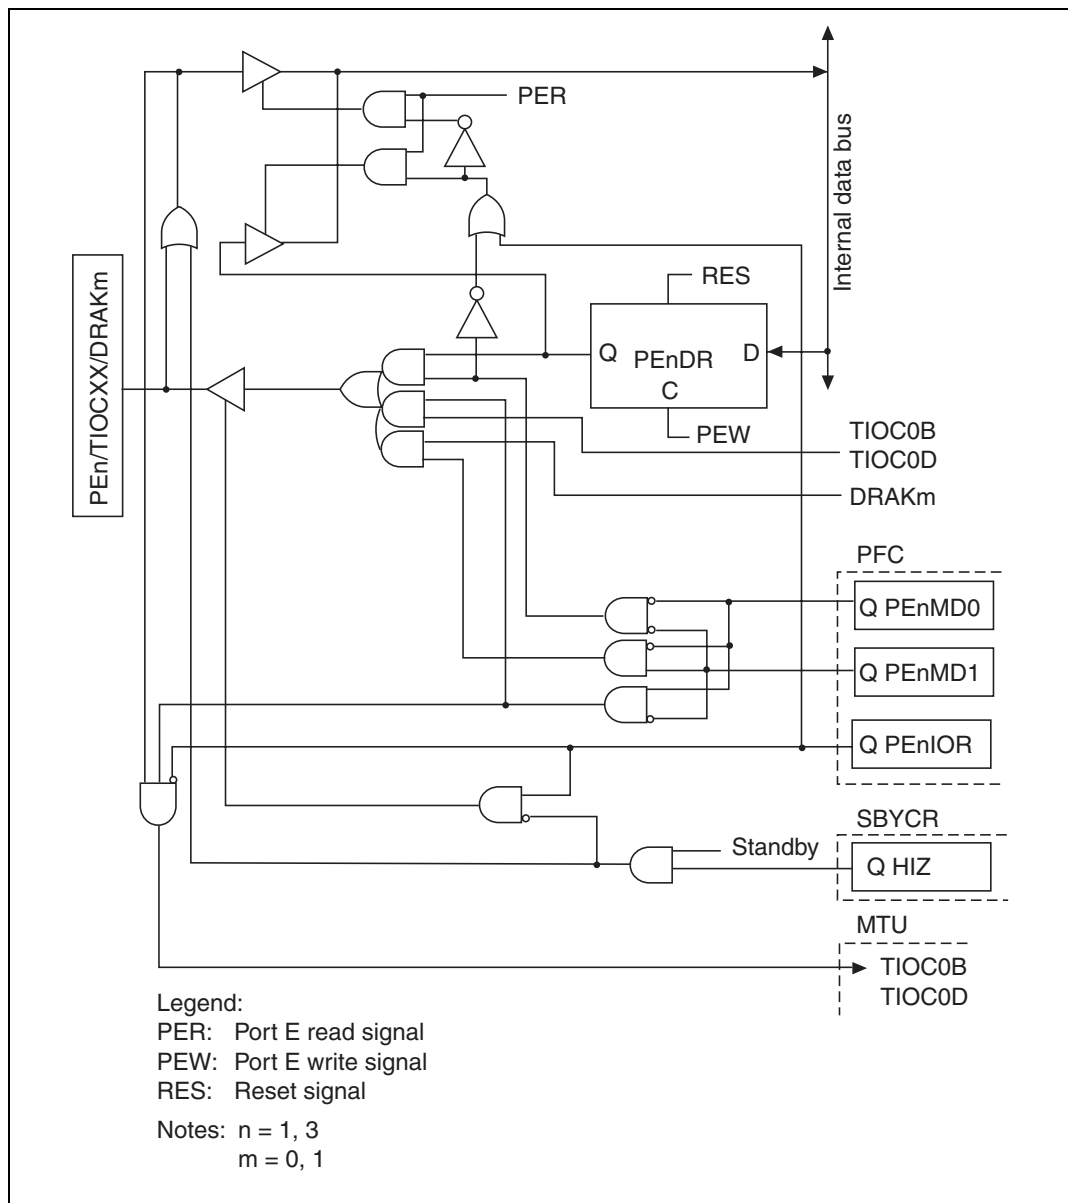 PER
Internal data bus
PEn/TIOCXX/DRAKm
RES
Q PEnDR D
C
PEW
TIOC0B
TIOC0D
DRAKm
PFC
Q PEnMD0
Q PEnMD1
Q PEnIOR
SBYCR
Standby
Q HIZ
MTU
TIOC0B
TIOC0D
Legend:
PER: Port E read signal
PEW: Port E write signal
RES: Reset signal
Notes: n = 1, 3
m = 0, 1